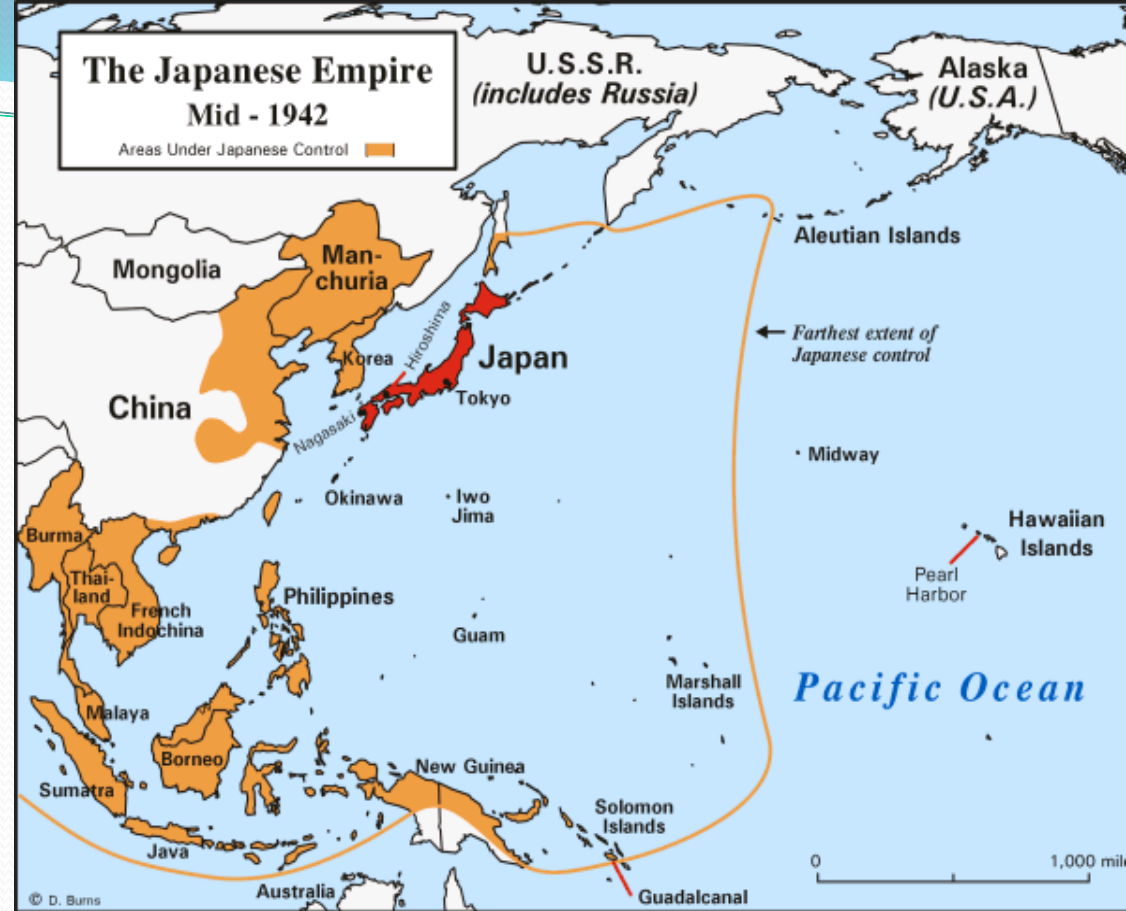 The Japanese Empire
Mid - 1942
Areas Under Japanese Control
U.S.S.R.
(includes Russia)
Alaska
(U.S.A.)
Aleutian Islands
Mongolia
Man-
churia
Farthest extent of
Japanese control
Hiroshima
Korea
Japan
China
Tokyo
Nagasaki
Midway
Okinawa
Iwo
Jima
Hawaiian
Islands
Burma
Pearl
Harbor
Thai-
land
Philippines
French
Indochina
Guam
Marshall
Islands
Pacific Ocean
Malaya
Borneo
New Guinea
Sumatra
Solomon
Islands
Java
0
1,000 mile
Australia
Guadalcanal
© D. Burns